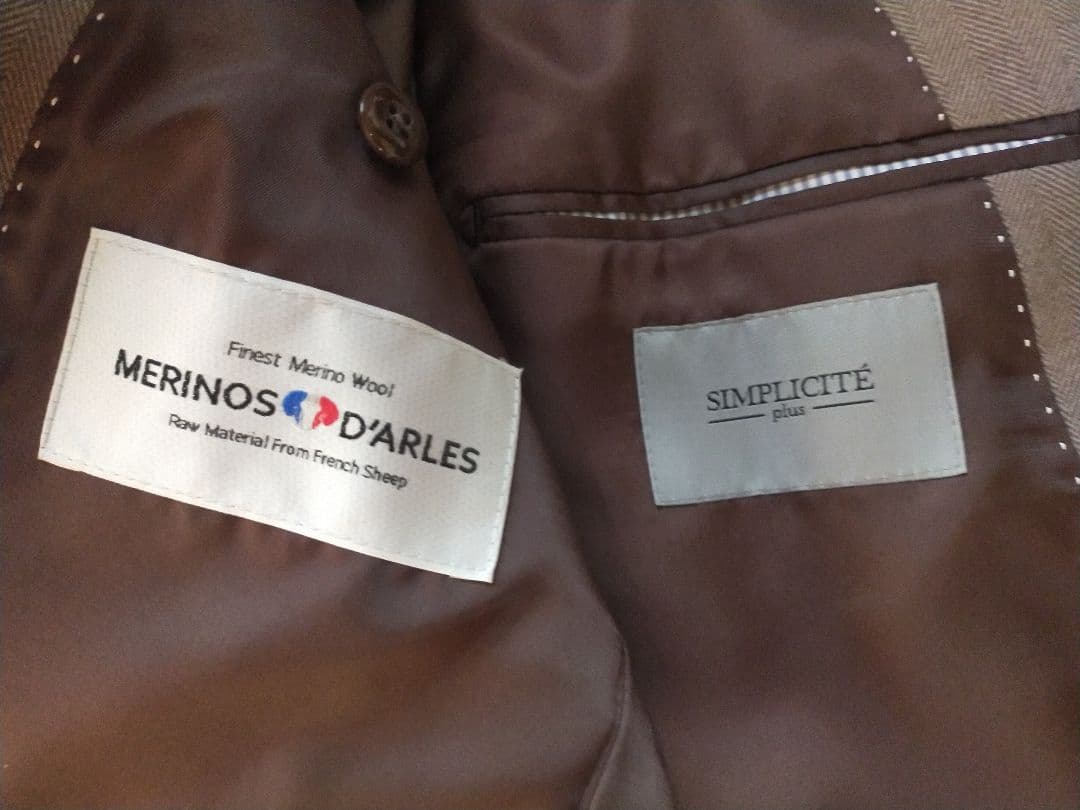 Finest Merino Wool
MERINOS D'ARLES
Raw Material From French Sheep
SIMPLICITÉ
plus